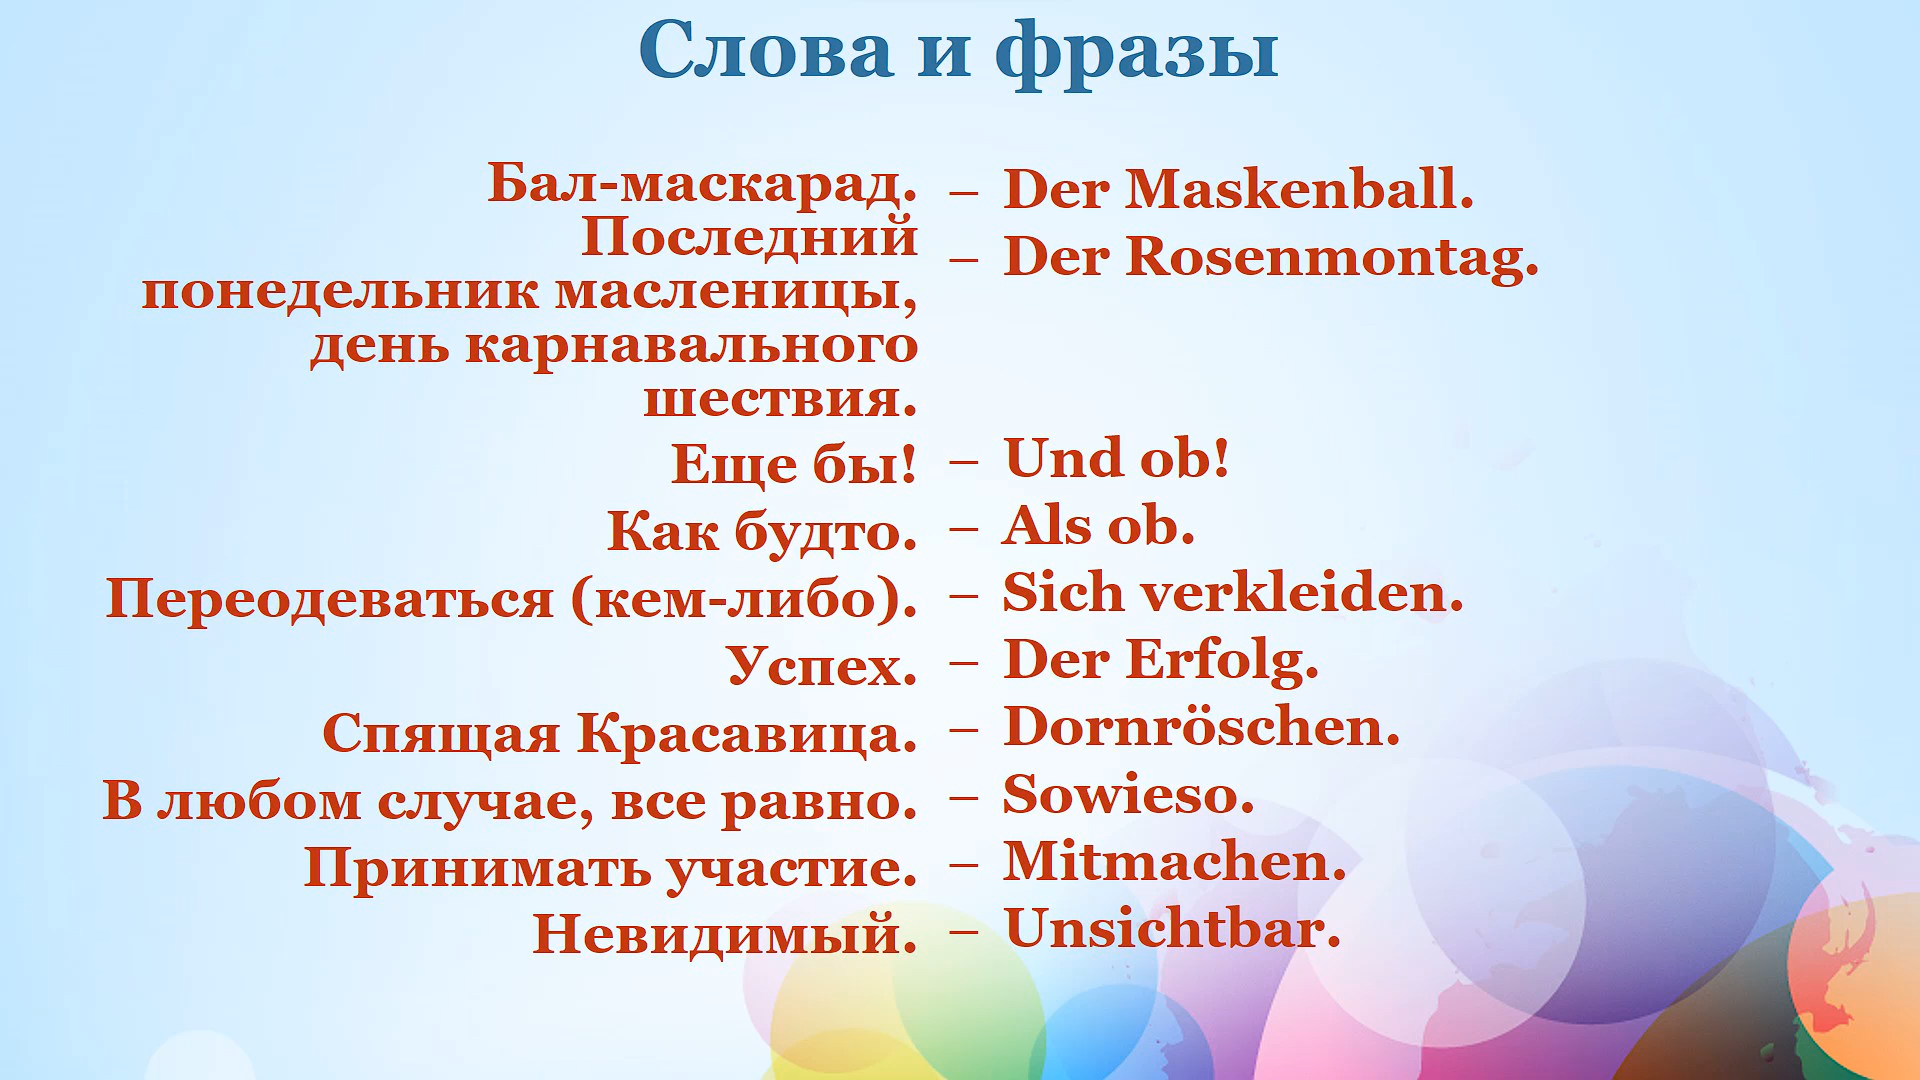 Слова и фразы
Бал-маскарад. – Der Maskenball.
Последний – Der Rosenmontag.
понедельник масленицы,
день карнавального
шествия.
Еще бы! – Und ob!
Как будто. – Als ob.
Переодеваться (кем-либо). – Sich verkleiden.
Успех. – Der Erfolg.
Спящая Красавица. – Dornröschen.
В любом случае, все равно. – Sowieso.
Принимать участие. – Mitmachen.
Невидимый. – Unsichtbar.